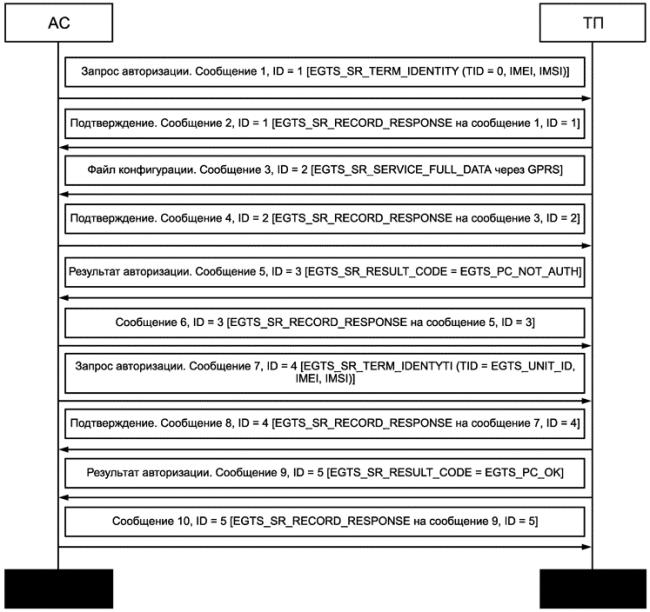 АС
ТП
Запрос авторизации. Сообщение 1, ID = 1 [EGTS_SR_TERM_IDENTITY (TID = 0, IMEI, IMSI)]
Подтверждение. Сообщение 2, ID = 1 [EGTS_SR_RECORD_RESPONSE на сообщение 1, ID = 1]
Файл конфигурации. Сообщение 3, ID = 2 [EGTS_SR_SERVICE_FULL_DATA через GPRS]
Подтверждение. Сообщение 4, ID = 2 [EGTS_SR_RECORD_RESPONSE на сообщение 3, ID = 2]
Результат авторизации. Сообщение 5, ID = 3 [EGTS_SR_RESULT_CODE = EGTS_PC_NOT_AUTH]
Сообщение 6, ID = 3 [EGTS_SR_RECORD_RESPONSE на сообщение 5, ID = 3]
Запрос авторизации. Сообщение 7, ID = 4 [EGTS_SR_TERM_IDENTYTI (TID = EGTS_UNIT_ID,
IMEI, IMSI)]
Подтверждение. Сообщение 8, ID = 4 [EGTS_SR_RECORD_RESPONSE на сообщение 7, ID = 4]
Результат авторизации. Сообщение 9, ID = 5 [EGTS_SR_RESULT_CODE = EGTS_PC_OK]
Сообщение 10, ID = 5 [EGTS_SR_RECORD_RESPONSE на сообщение 9, ID = 5]